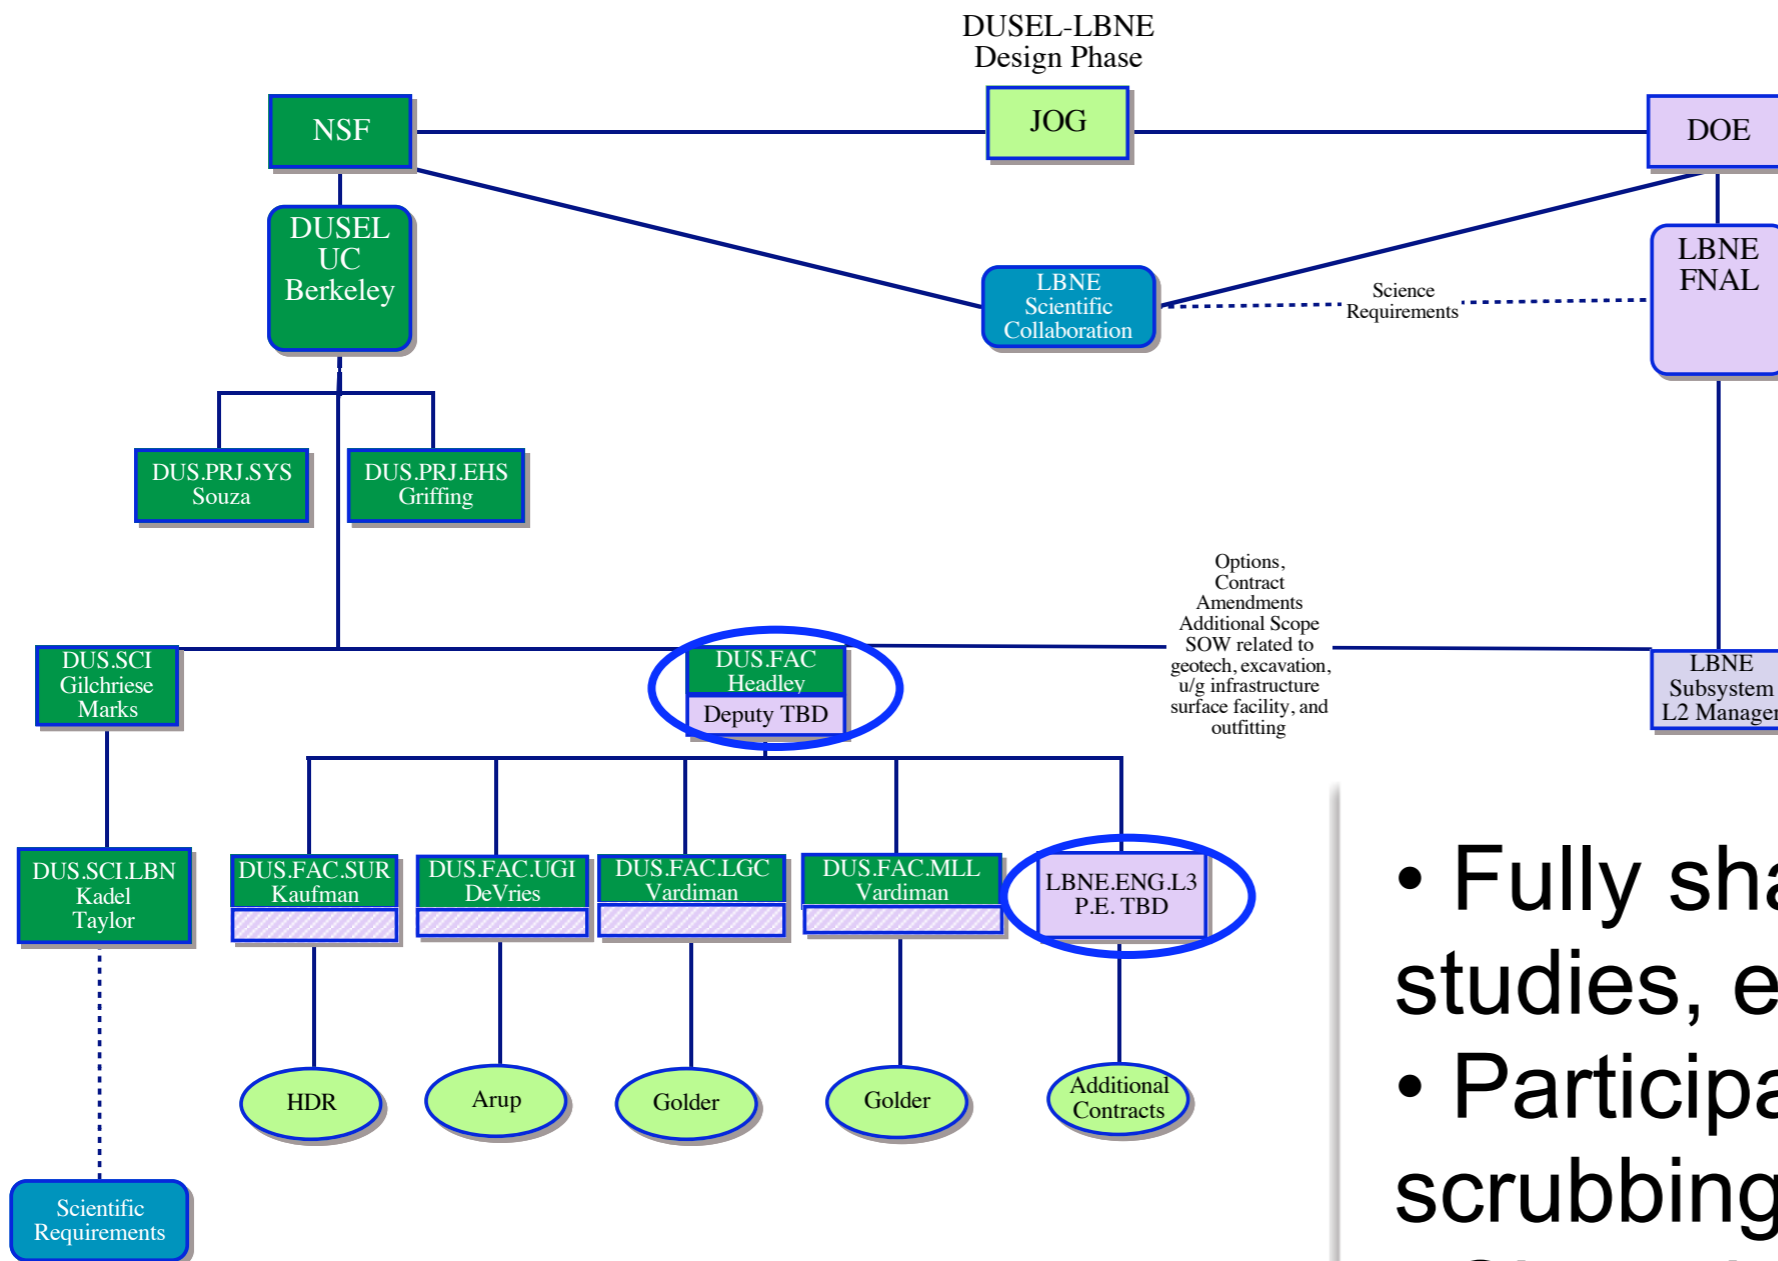 DUSEL-LBNE
Design Phase
NSF
JOG
DOE
DUSEL
UC
Berkeley
LBNE
Scientific
Collaboration
Science
Requirements
LBNE
FNAL
DUS.PRJ.SYS
Souza
DUS.PRJ.EHS
Griffing
Options,
Contract
Amendments
Additional Scope
SOW related to
geotech, excavation,
u/g infrastructure
surface facility, and
outfitting
DUS.SCI
Gilchriese
Marks
DUS.FAC
Headley
Deputy TBD
LBNE
Subsystem
L2 Manager
DUS.SCI.LBN
Kadel
Taylor
DUS.FAC.SUR
Kaufman
DUS.FAC.UGI
DeVries
DUS.FAC.LGC
Vardiman
DUS.FAC.MLL
Vardiman
LBNE.ENG.L3
P.E. TBD
HDR
Arup
Golder
Golder
Additional
Contracts
Scientific
Requirements
• Fully
studies,
•
scrubbing